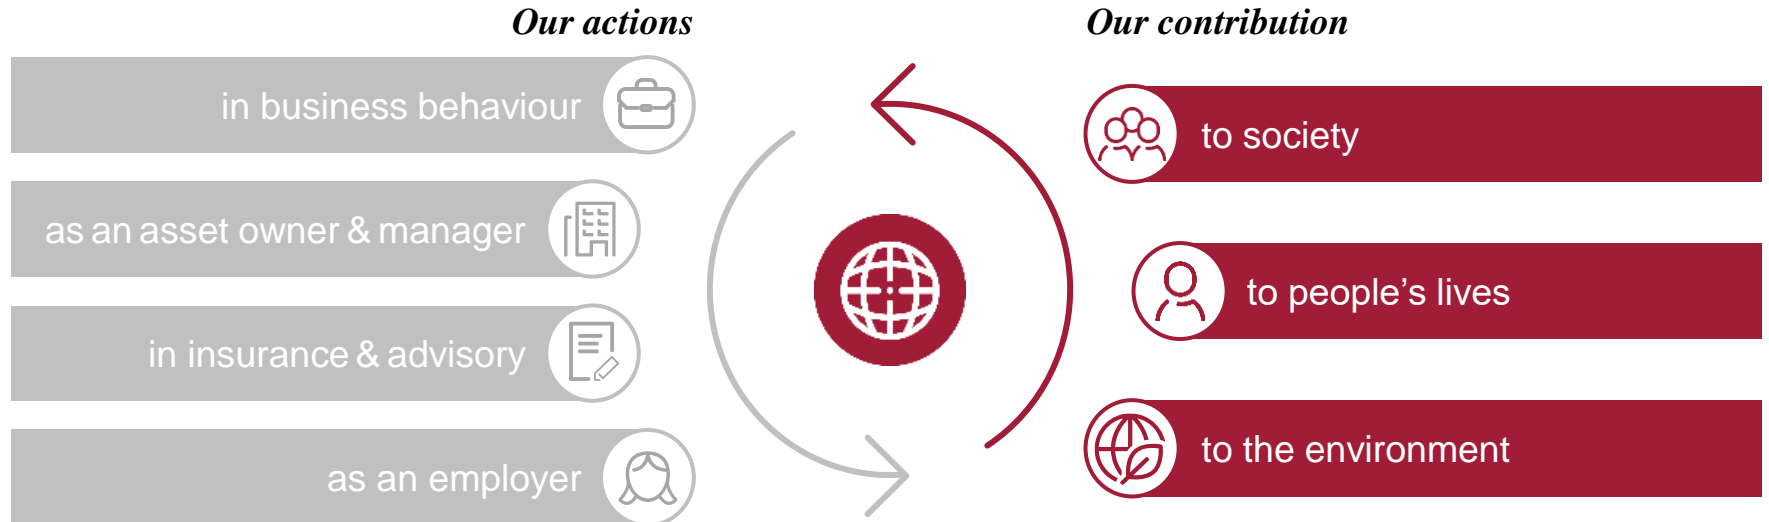 Our actions
in business behaviour
as an asset owner & manager
in insurance & advisory
as an employer
Our contribution
to society
to people’s lives
to the environment